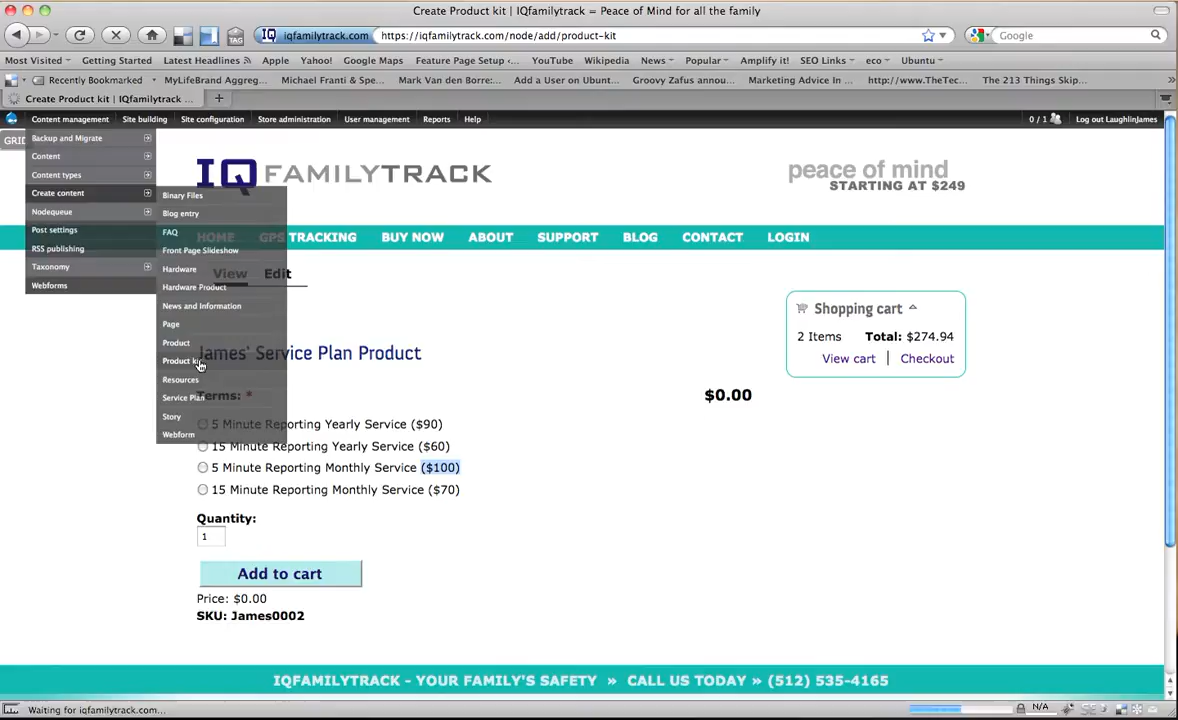 Create Product kit | IQfamilytrack = Peace of Mind for all the family
TAG
IQ iqfamilytrack.com https://iqfamilytrack.com/node/add/product-kit
Google
Most Visited Getting Started Latest Headlines Apple Yahoo! Google Maps Feature Page Setup <... YouTube Wikipedia News Popular Amplify it! SEO Links eco Ubuntu
Recently Bookmarked MyLifeBrand Aggreg... Michael Franti & Spe... Mark Van den Borre:... Add a User on Ubunt... Groovy Zafus annou... Marketing Advice In ... http://www.TheTec... The 213 Things Skip...
Create Product kit | IQfamilytrack ...
Content management Site building Site configuration Store administration User management Reports Help 0 / 1 Log out LaughlinJames
GRID
Backup and Migrate
Content
Content types
Create content
Nodequeue
Post settings
RSS publishing
Taxonomy
Webforms
Binary Files
Blog entry
FAQ
Front Page Slideshow
Hardware
Hardware Product
News and Information
Page
Product
Product kit
Resources
Service Plan
Story
Webform
IQ FAMILYTRACK
peace of mind
STARTING AT $249
HOME GPS TRACKING BUY NOW ABOUT SUPPORT BLOG CONTACT LOGIN
View Edit
Shopping cart
2 Items Total: $274.94
View cart | Checkout
James' Service Plan Product
$0.00
Terms: *
5 Minute Reporting Yearly Service ($90)
15 Minute Reporting Yearly Service ($60)
5 Minute Reporting Monthly Service ($100)
15 Minute Reporting Monthly Service ($70)
Quantity:
1
Add to cart
Price: $0.00
SKU: James0002
IQFAMILYTRACK - YOUR FAMILY'S SAFETY » CALL US TODAY » (512) 535-4165
Waiting for iqfamilytrack.com... N/A